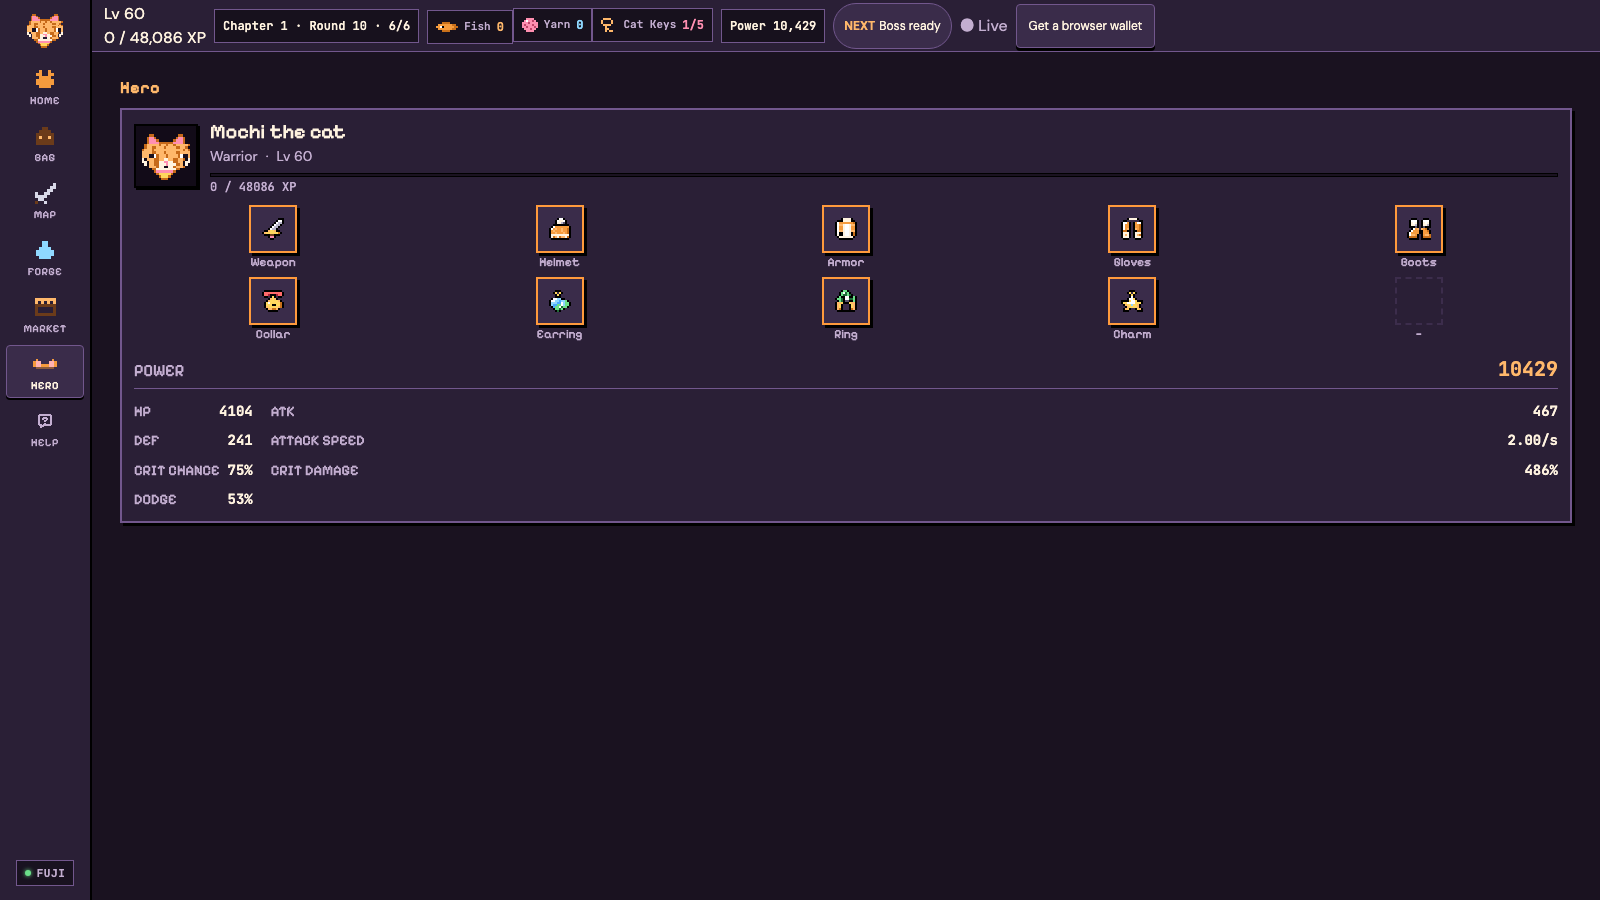 Lv 60
0 / 48,086 XP
Chapter 1 · Round 10 · 6/6
Fish 0
Yarn 0
Cat Keys 1/5
Power 10,429
NEXT Boss ready
Live
Get a browser wallet
HOME
BAG
MAP
FORGE
MARKET
HERO
HELP
FUJI
Hero
Mochi the cat
Warrior · Lv 60
0 / 48086 XP
Weapon
Helmet
Armor
Gloves
Boots
Collar
Earring
Ring
Charm
-
POWER 10429
HP 4104 ATK 467
DEF 241 ATTACK SPEED 2.00/s
CRIT CHANCE 75% CRIT DAMAGE 486%
DODGE 53%